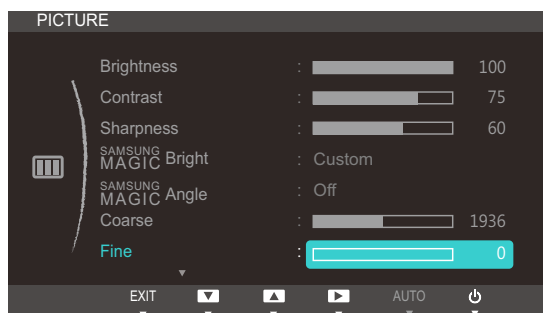 PICTURE
Brightness : 100
Contrast : 75
Sharpness : 60
SAMSUNG MAGIC Bright : Custom
SAMSUNG MAGIC Angle : Off
Coarse 1936
Fine : 0
EXIT AUTO